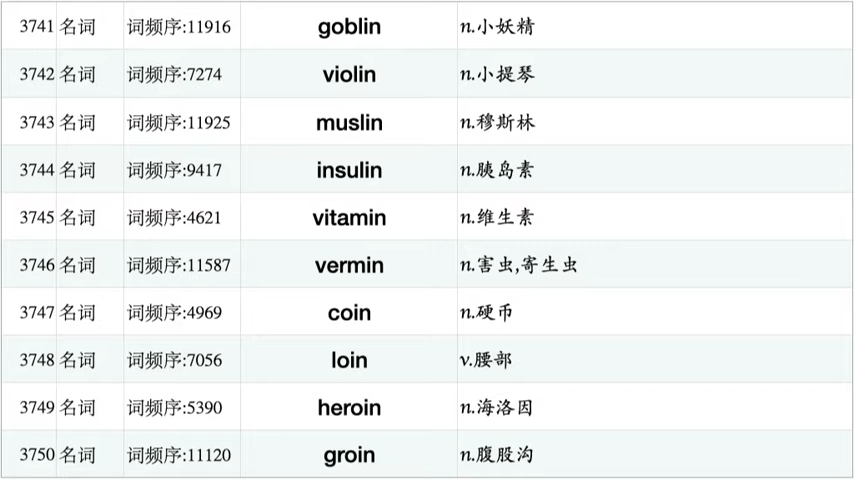 3741 名词 词频序:11916 goblin n.小妖精
3742 名词 词频序:7274 violin n.小提琴
3743 名词 词频序:11925 muslin n.穆斯林
3744 名词 词频序:9417 insulin n.胰岛素
3745 名词 词频序:4621 vitamin n.维生素
3746 名词 词频序:11587 vermin n.害虫,寄生虫
3747 名词 词频序:4969 coin n.硬币
3748 名词 词频序:7056 loin v.腰部
3749 名词 词频序:5390 heroin n.海洛因
3750 名词 词频序:11120 groin n.腹股沟